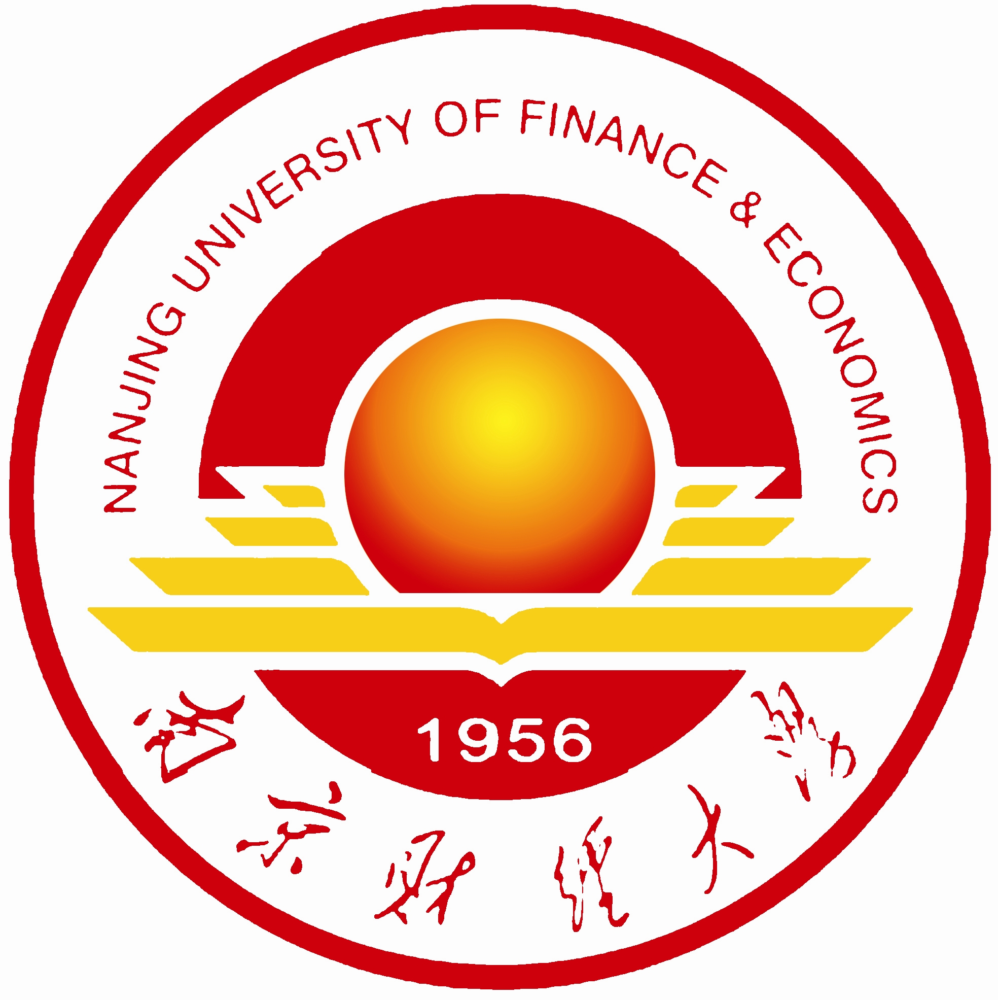 NANJING UNIVERSITY OF FINANCE & ECONOMICS
1956
南京财经大学